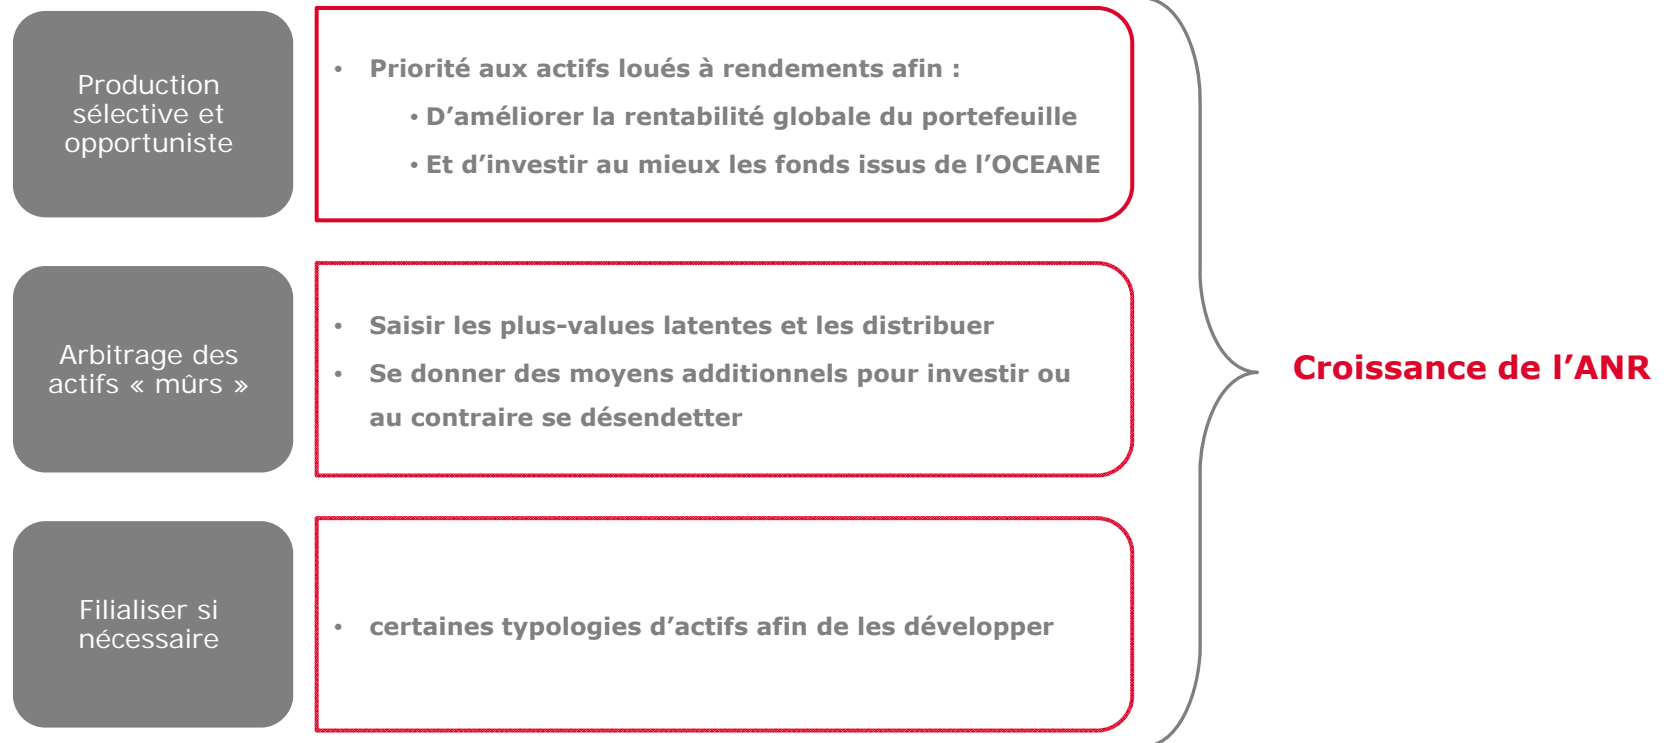 Production
sélective et
opportuniste
• Priorité aux actifs loués à rendements afin :
• D’améliorer la rentabilité globale du portefeuille
• Et d’investir au mieux les fonds issus de l’OCEANE
Arbitrage des
actifs « mûrs »
• Saisir les plus-values latentes et les distribuer
• Se donner des moyens additionnels pour investir ou
au contraire se désendetter
Filialiser si
nécessaire
• certaines typologies d’actifs afin de les développer
Croissance de l’ANR